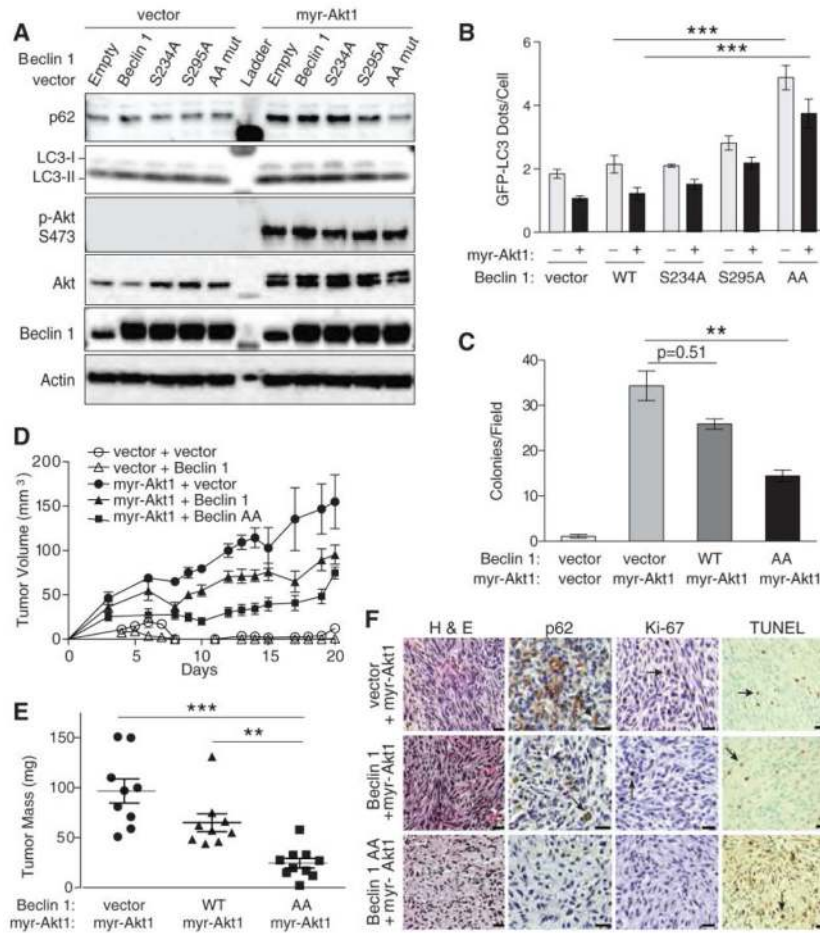 A
vector
myr-Akt1
Beclin 1
vector
Empty
Beclin 1
S234A
S295A
AA mut
Ladder
Empty
Beclin 1
S234A
S295A
AA mut
p62
LC3-I
LC3-II
p-Akt
S473
Akt
Beclin 1
Actin
B
***
***
GFP-LC3 Dots/Cell
6
4
2
0
myr-Akt1: – + – + – + – + – +
Beclin 1: vector WT S234A S295A AA
C
**
p=0.51
Colonies/Field
40
30
20
10
0
Beclin 1: vector vector WT AA
myr-Akt1: vector myr-Akt1 myr-Akt1 myr-Akt1
D
vector + vector
vector + Beclin 1
myr-Akt1 + vector
myr-Akt1 + Beclin 1
myr-Akt1 + Beclin AA
Tumor Volume (mm³)
200
150
100
50
0
0 5 10 15 20
Days
E
***
**
Tumor Mass (mg)
150
100
50
0
Beclin 1: vector WT AA
myr-Akt1: myr-Akt1 myr-Akt1 myr-Akt1
F
H & E p62 Ki-67 TUNEL
vector
+ myr-Akt1
Beclin 1
+myr-Akt1
Beclin 1 AA
+ myr- Akt1